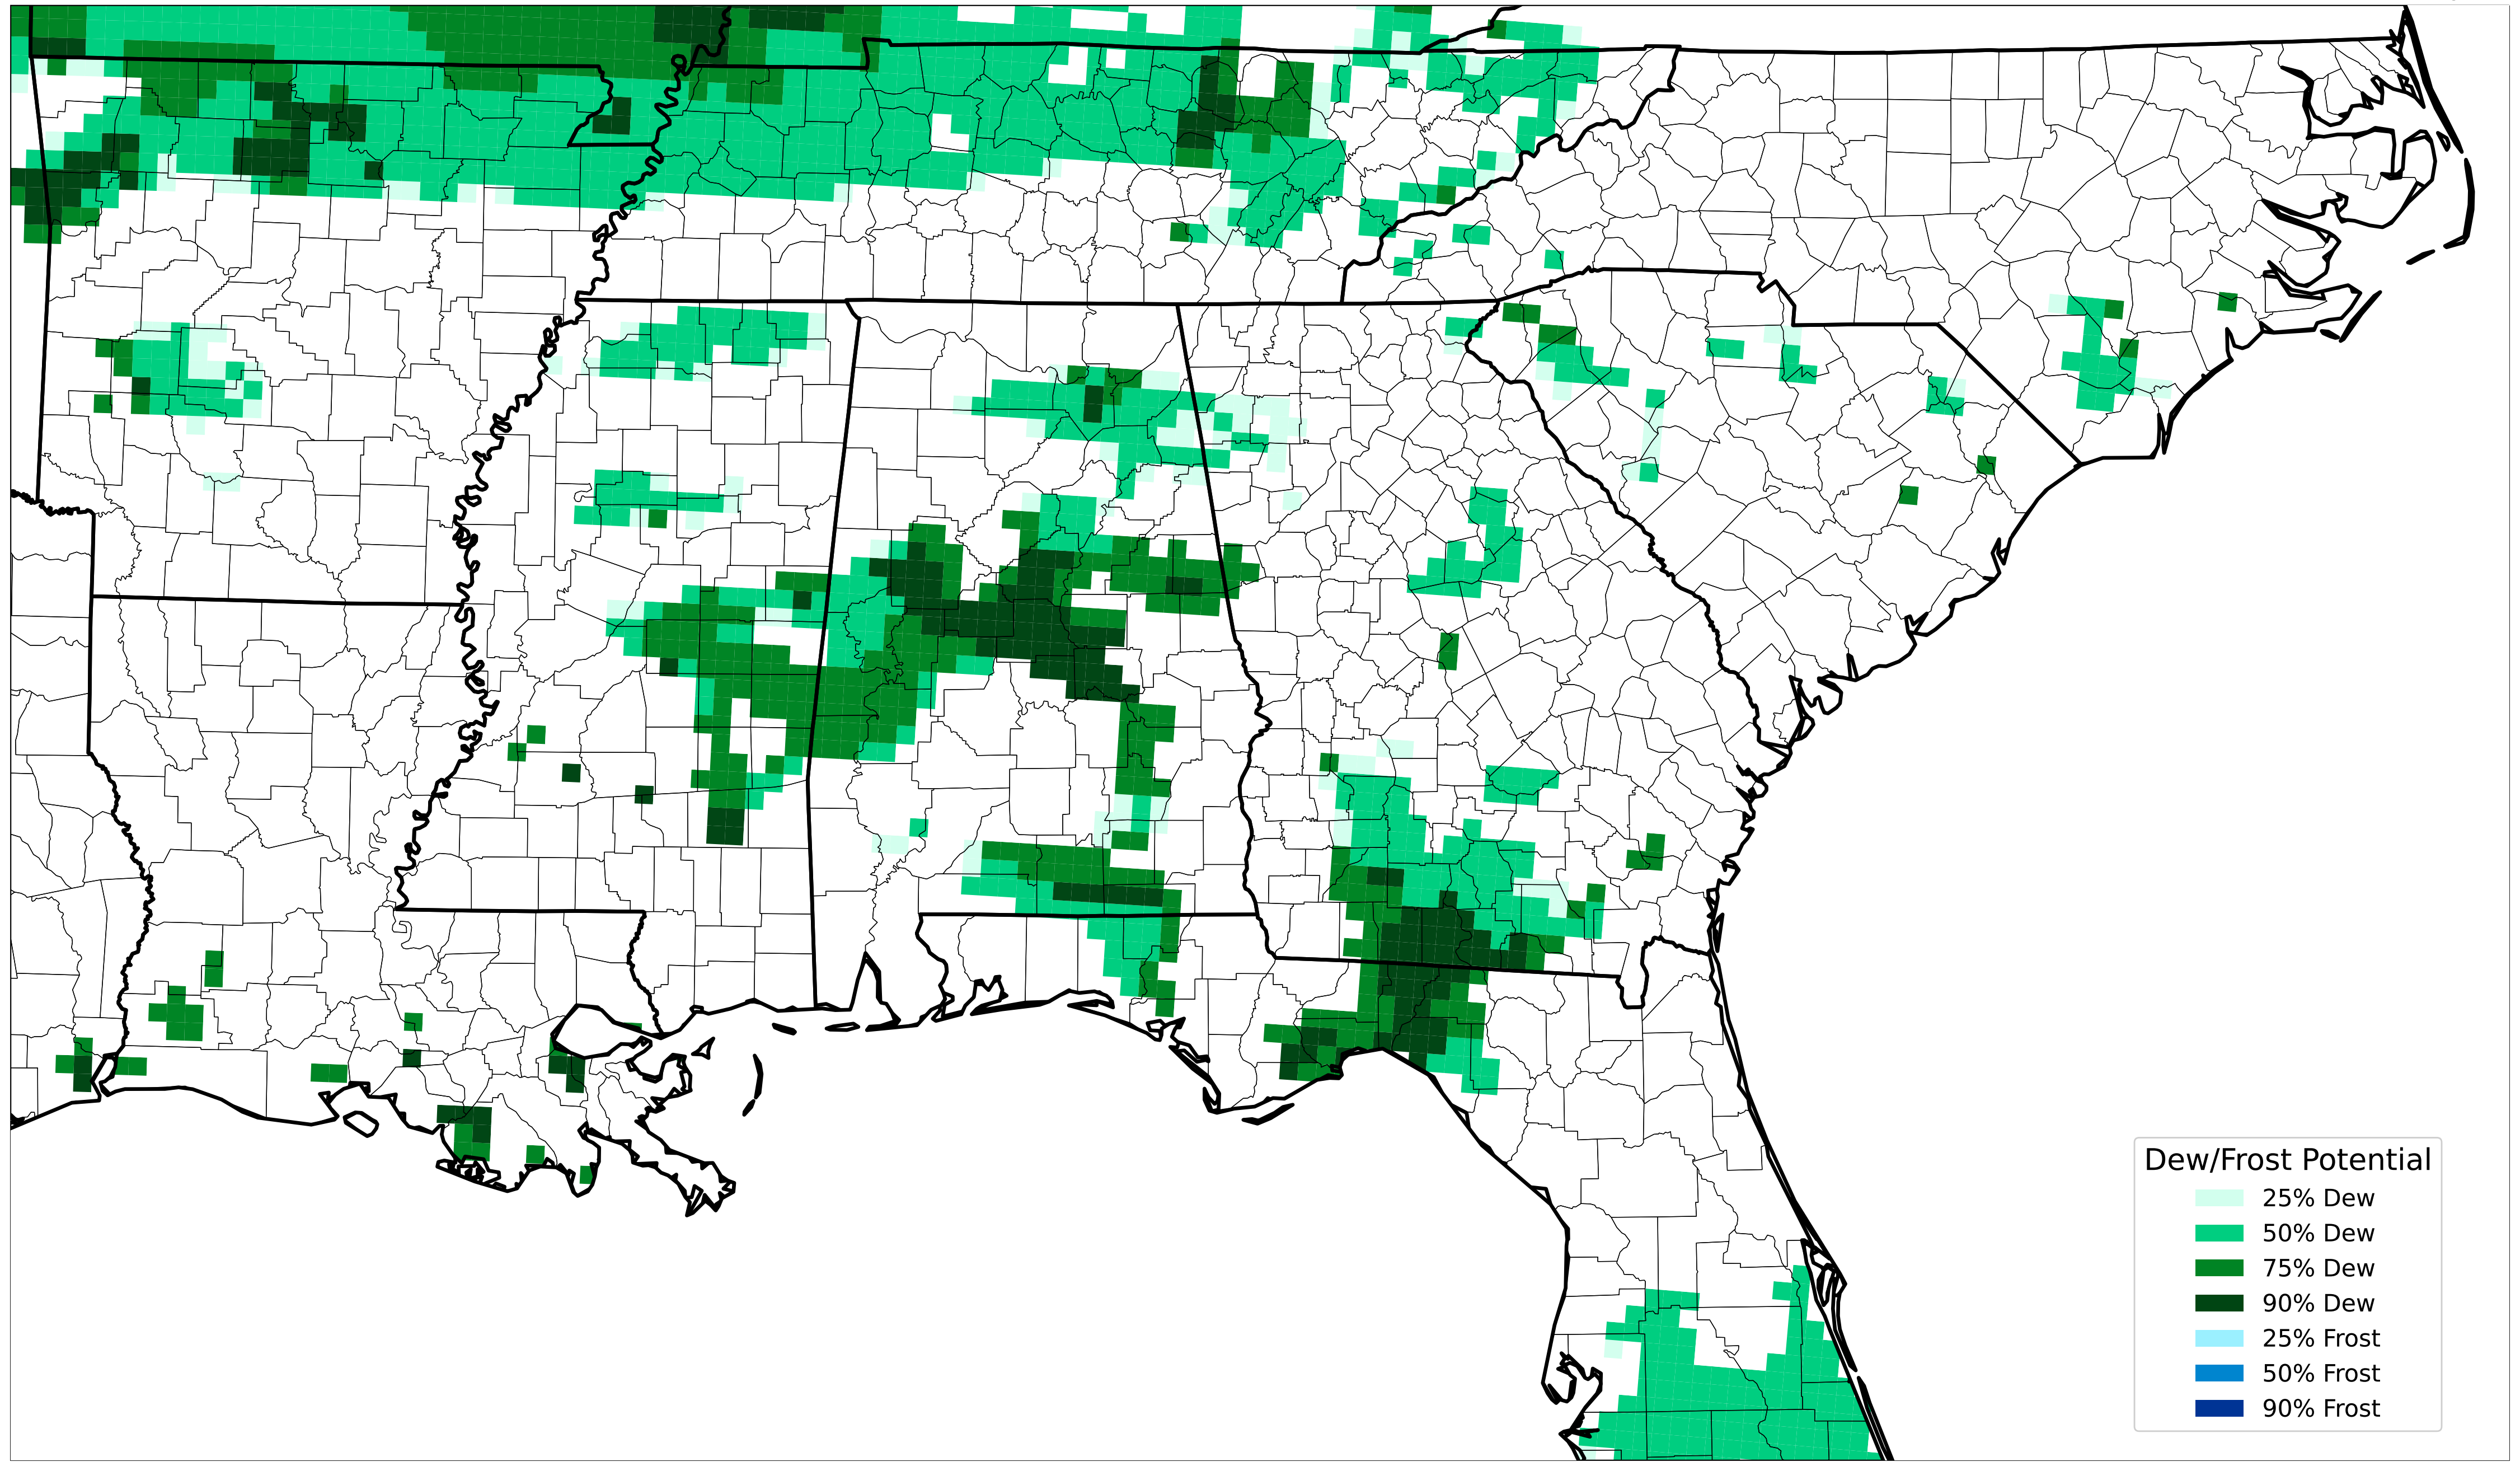 Dew/Frost Potential
25% Dew
50% Dew
75% Dew
90% Dew
25% Frost
50% Frost
90% Frost